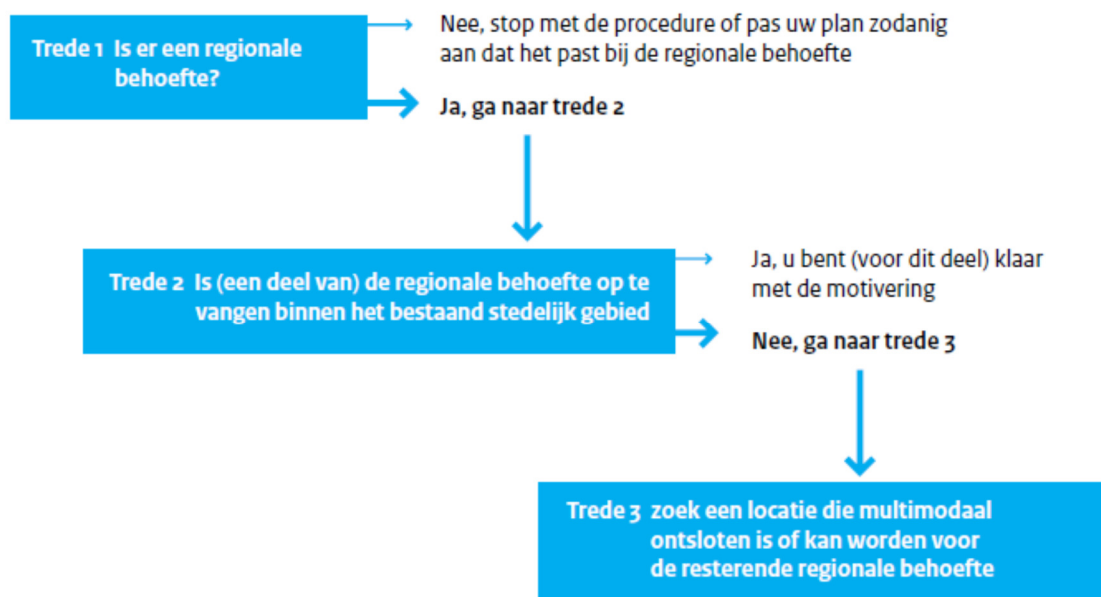 Trede 1 Is er een regionale
behoefte?
Nee, stop met de procedure of pas uw plan zodanig
aan dat het past bij de regionale behoefte
Ja, ga naar trede 2
Trede 2 Is (een deel van) de regionale behoefte op te
vangen binnen het bestaand stedelijk gebied
Ja, u bent (voor dit deel) klaar
met de motivering
Nee, ga naar trede 3
Trede 3 zoek een locatie die multimodaal
ontsloten is of kan worden voor
de resterende regionale behoefte